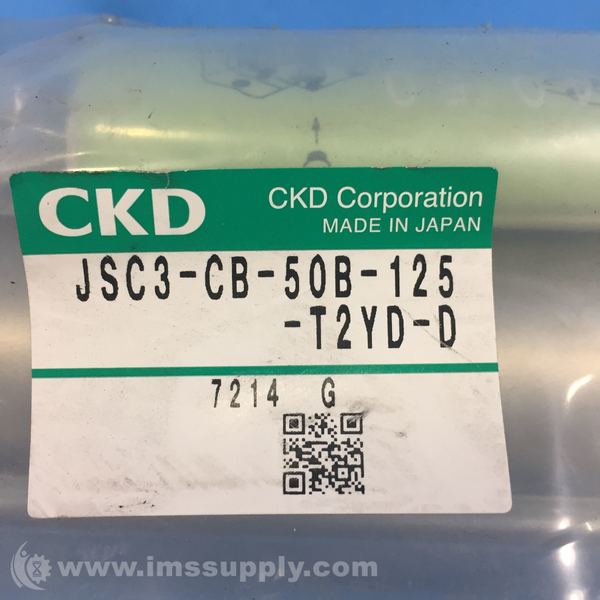 CKD
CKD Corporation
MADE IN JAPAN
JSC3-CB-50B-125
-T2YD-D
7214 G
www.imssupply.com